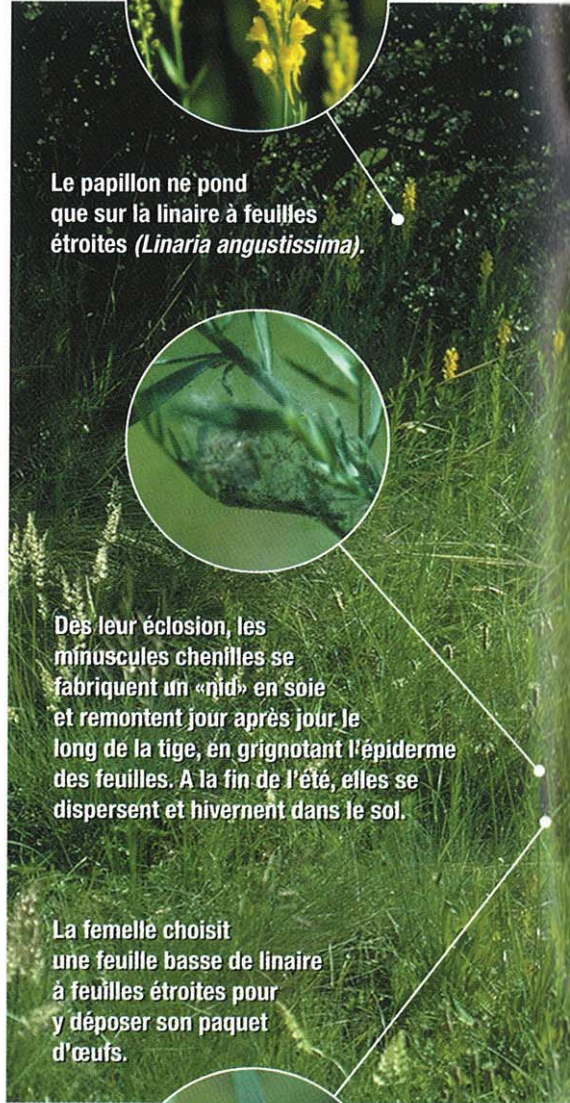 Le papillon ne pond
que sur la linaire à feuilles
étroites (Linaria angustissima).
Dès leur éclosion, les
minuscules chenilles se
fabriquent un «nid» en soie
et remontent jour après jour le
long de la tige, en grignotant l'épiderme
des feuilles. A la fin de l'été, elles se
dispersent et hivernent dans le sol.
La femelle choisit
une feuille basse de linaire
à feuilles étroites pour
y déposer son paquet
d'œufs.